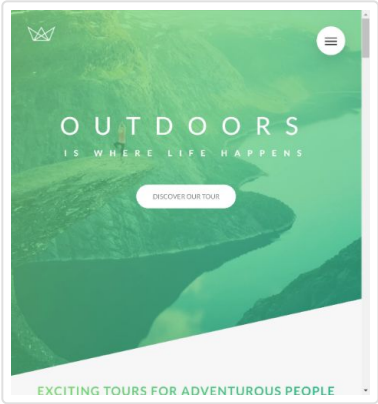 OUTDOORS
IS WHERE LIFE HAPPENS
DISCOVER OUR TOUR
EXCITING TOURS FOR ADVENTUROUS PEOPLE